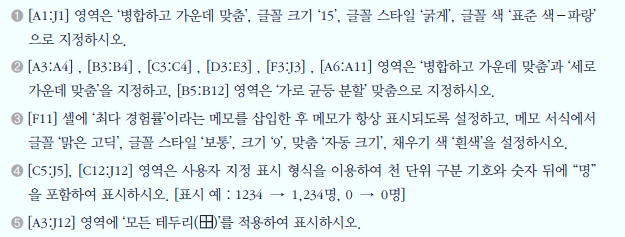 ❶ [A1:J1] 영역은 '병합하고 가운데 맞춤', 글꼴 크기 '15', 글꼴 스타일 '굵게', 글꼴 색 '표준 색-파랑'
으로 지정하시오.
❷ [A3:A4] , [B3:B4] , [C3:C4] , [D3:E3] , [F3:J3] , [A6:A11] 영역은 '병합하고 가운데 맞춤'과 '세로
가운데 맞춤'을 지정하고, [B5:B12] 영역은 '가로 균등 분할' 맞춤으로 지정하시오.
❸ [F11] 셀에 '최다 경험률'이라는 메모를 삽입한 후 메모가 항상 표시되도록 설정하고, 메모 서식에서
글꼴 '맑은 고딕', 글꼴 스타일 '보통', 크기 '9', 맞춤 '자동 크기', 채우기 색 '흰색'을 설정하시오.
❹ [C5:J5], [C12:J12] 영역은 사용자 지정 표시 형식을 이용하여 천 단위 구분 기호와 숫자 뒤에 "명"
을 포함하여 표시하시오. [표시 예 : 1234 → 1,234명, 0 → 0명]
❺ [A3:J12] 영역에 '모든 테두리(田)'를 적용하여 표시하시오.